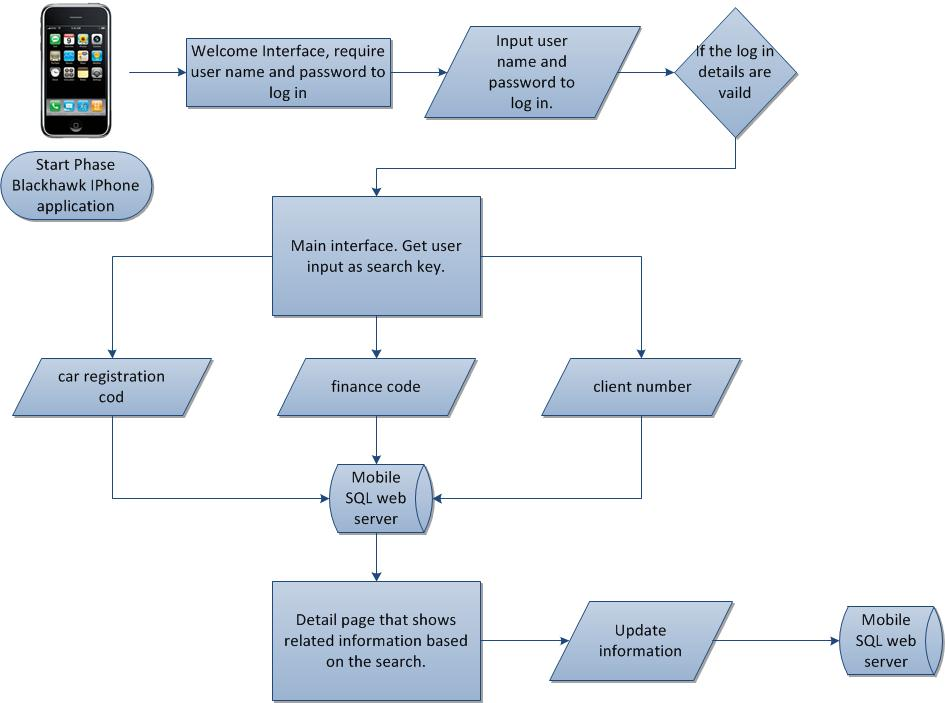 Welcome Interface, require
user name and password to
log in
Input user
name and
password to
log in.
If the log in
details are
vaild
Start Phase
Blackhawk IPhone
application
Main interface. Get user
input as search key.
car registration
cod
finance code
client number
Mobile
SQL web
server
Detail page that shows
related information based
on the search.
Update
information
Mobile
SQL web
server